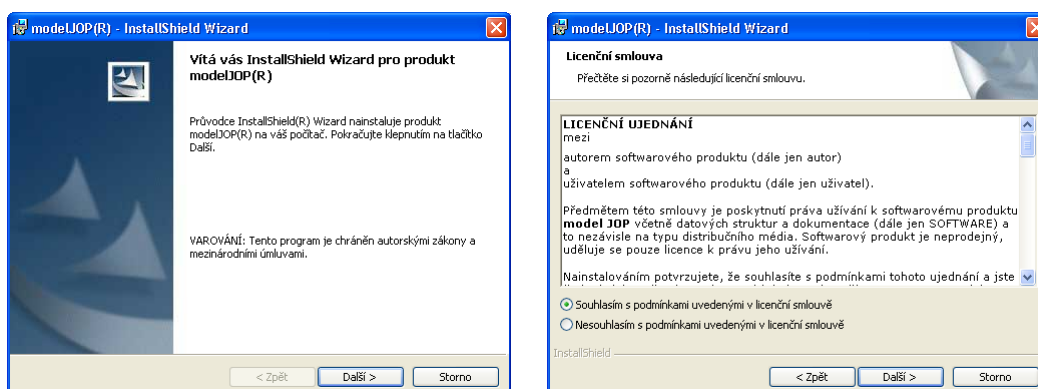 modelJOP(R) - InstallShield Wizard
Vítá vás InstallShield Wizard pro produkt
modelJOP(R)
Průvodce InstallShield(R) Wizard nainstaluje produkt
modelJOP(R) na váš počítač. Pokračujte klepnutím na tlačítko
Další.
VAROVÁNÍ: Tento program je chráněn autorskými zákony a
mezinárodními úmluvami.
< Zpět Další > Storno
modelJOP(R) - InstallShield Wizard
Licenční smlouva
Přečtěte si pozorně následující licenční smlouvu.
LICENČNÍ UJEDNÁNÍ
mezi
autorem softwarového produktu (dále jen autor)
a
uživatelem softwarového produktu (dále jen uživatel).
Předmětem této smlouvy je poskytnutí práva užívání k softwarovému produktu
model JOP včetně datových struktur a dokumentace (dále jen SOFTWARE) a
to nezávisle na typu distribučního média. Softwarový produkt je neprodejný,
uděluje se pouze licence k právu jeho užívání.
Nainstalováním potvrzujete, že souhlasíte s podmínkami tohoto ujednání a jste
Souhlasím s podmínkami uvedenými v licenční smlouvě
Nesouhlasím s podmínkami uvedenými v licenční smlouvě
InstallShield
< Zpět Další > Storno